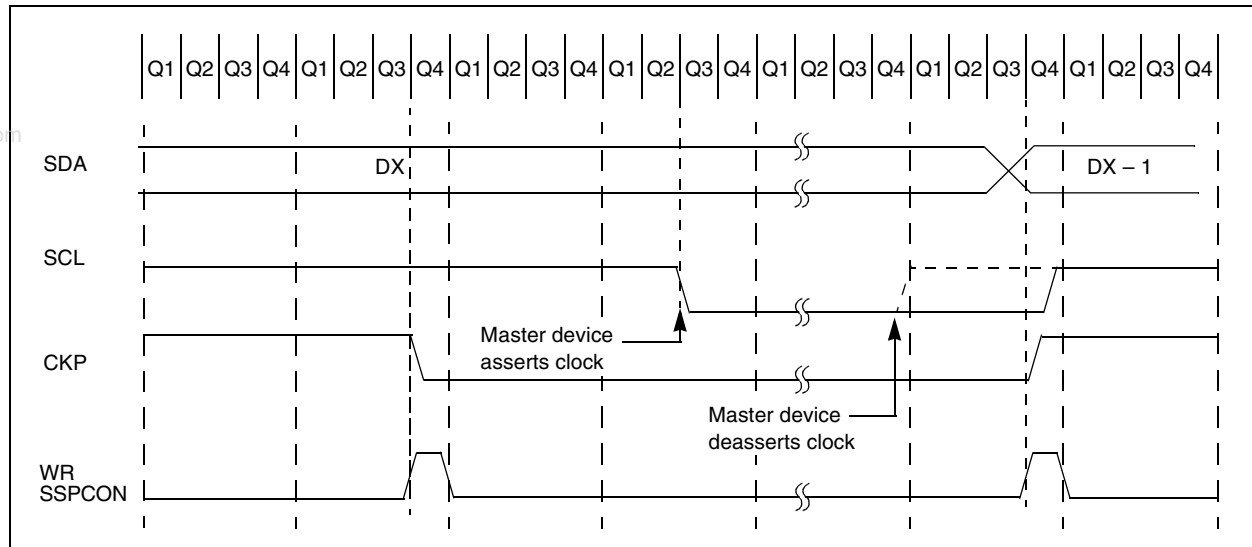 Q1 Q2 Q3 Q4 Q1 Q2 Q3 Q4 Q1 Q2 Q3 Q4 Q1 Q2 Q3 Q4 Q1 Q2 Q3 Q4 Q1 Q2 Q3 Q4 Q1 Q2 Q3 Q4
om
SDA
DX
DX – 1
SCL
Master device
asserts clock
CKP
Master device
deasserts clock
WR
SSPCON